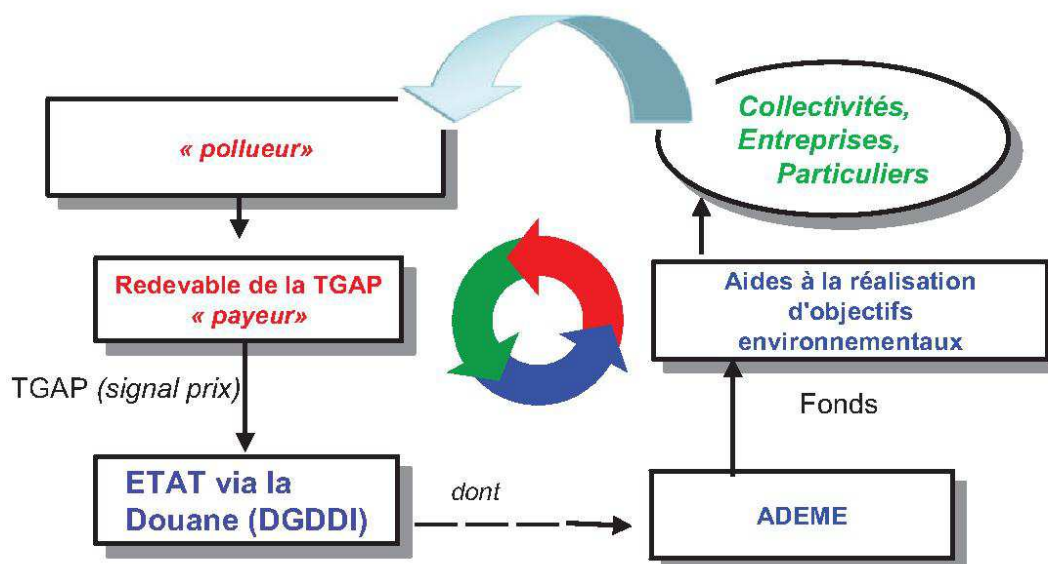 « pollueur»
Redevable de la TGAP
« payeur»
TGAP (signal prix)
ETAT via la
Douane (DGDDI)
dont
ADEME
Fonds
Aides à la réalisation
d'objectifs
environnementaux
Collectivités,
Entreprises,
Particuliers